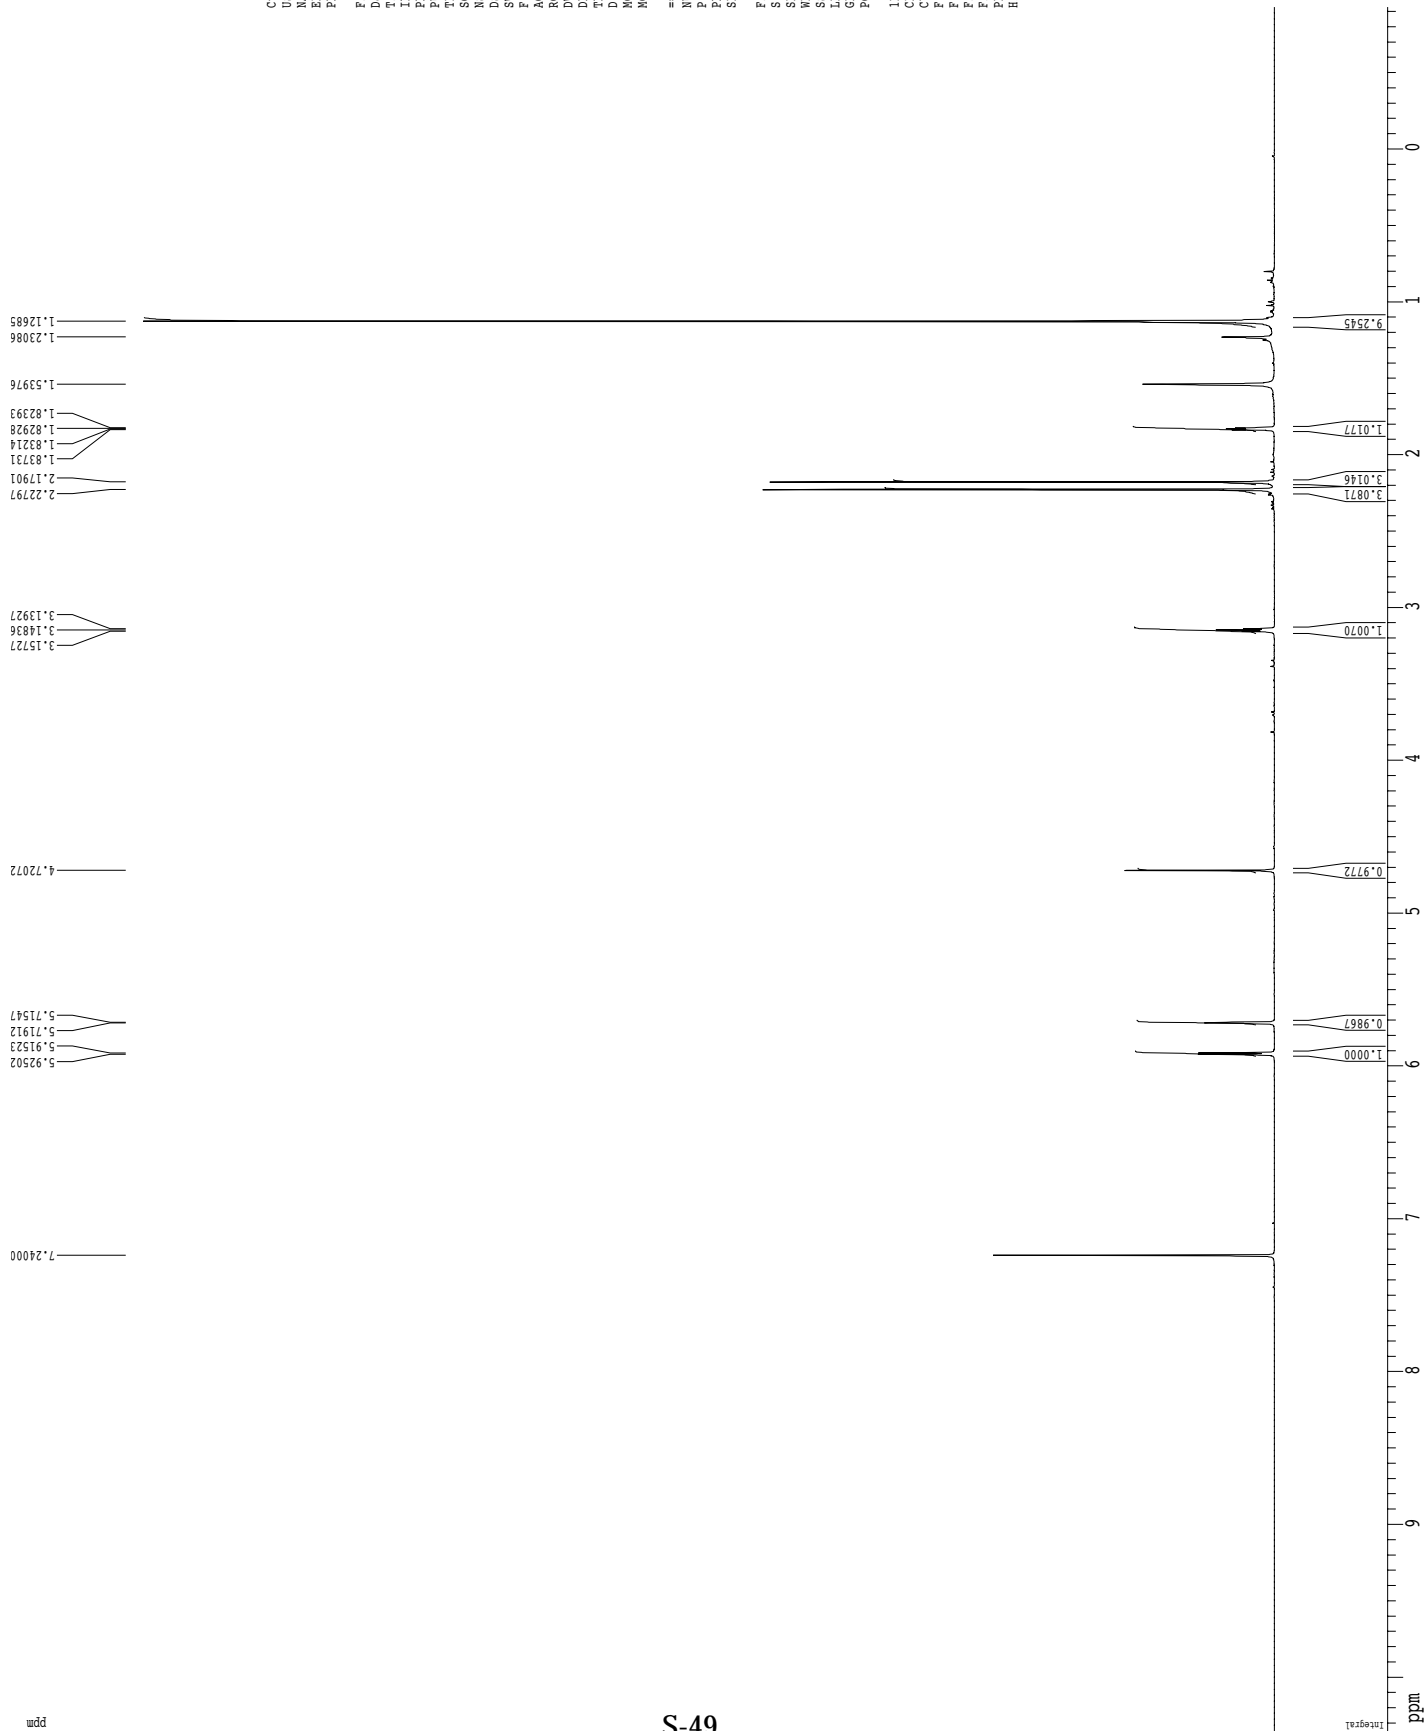 C
U
N
E
P
F
D
T
I
P
P
T
S
N
D
S
F
A
R
D
D
T
D
M
M
=
N
P
P
S
F
S
S
W
S
L
G
P
1
C
C
F
F
F
F
P
H
1.12685
1.23086
1.53976
1.82393
1.82928
1.83214
1.83731
2.17901
2.22797
3.13927
3.14836
3.15727
4.72072
5.71547
5.71912
5.91523
5.92502
7.24000
ppm
9.2545
1.0177
3.0146
3.0871
1.0070
0.9772
0.9867
1.0000
Integral
0
1
2
3
4
5
6
7
8
9
ppm
S-49